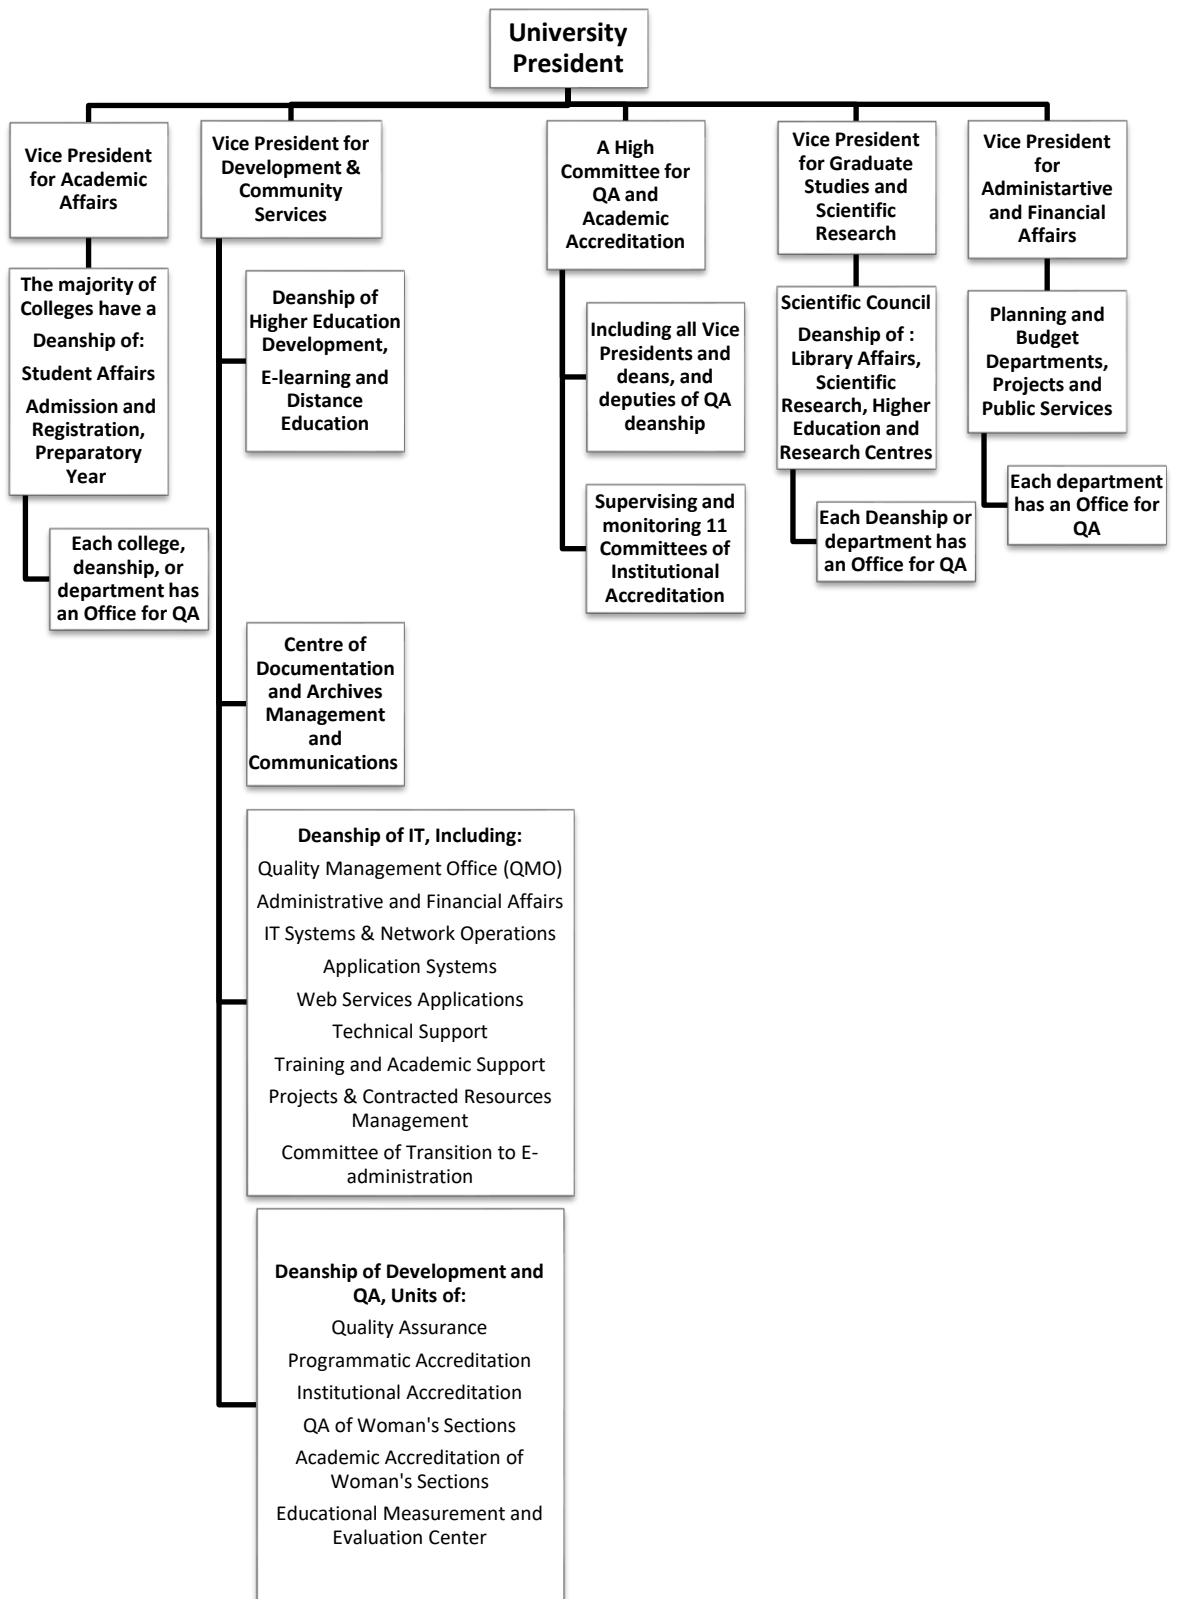 University
President
Vice President
for Academic
Affairs
The majority of
Colleges have a
Deanship of:
Student Affairs
Admission and
Registration,
Preparatory
Year
Each college,
deanship, or
department has
an Office for QA
Vice President for
Development &
Community
Services
Deanship of
Higher Education
Development,
E-learning and
Distance
Education
Centre of
Documentation
and Archives
Management
and
Communications
Deanship of IT, Including:
Quality Management Office (QMO)
Administrative and Financial Affairs
IT Systems & Network Operations
Application Systems
Web Services Applications
Technical Support
Training and Academic Support
Projects & Contracted Resources
Management
Committee of Transition to E-
administration
Deanship of Development and
QA, Units of:
Quality Assurance
Programmatic Accreditation
Institutional Accreditation
QA of Woman's Sections
Academic Accreditation of
Woman's Sections
Educational Measurement and
Evaluation Center
A High
Committee for
QA and
Academic
Accreditation
Including all Vice
Presidents and
deans, and
deputies of QA
deanship
Supervising and
monitoring 11
Committees of
Institutional
Accreditation
Vice President
for Graduate
Studies and
Scientific
Research
Scientific Council
Deanship of :
Library Affairs,
Scientific
Research, Higher
Education and
Research Centres
Each Deanship or
department has
an Office for QA
Vice President
for
Administartive
and Financial
Affairs
Planning and
Budget
Departments,
Projects and
Public Services
Each department
has an Office for
QA